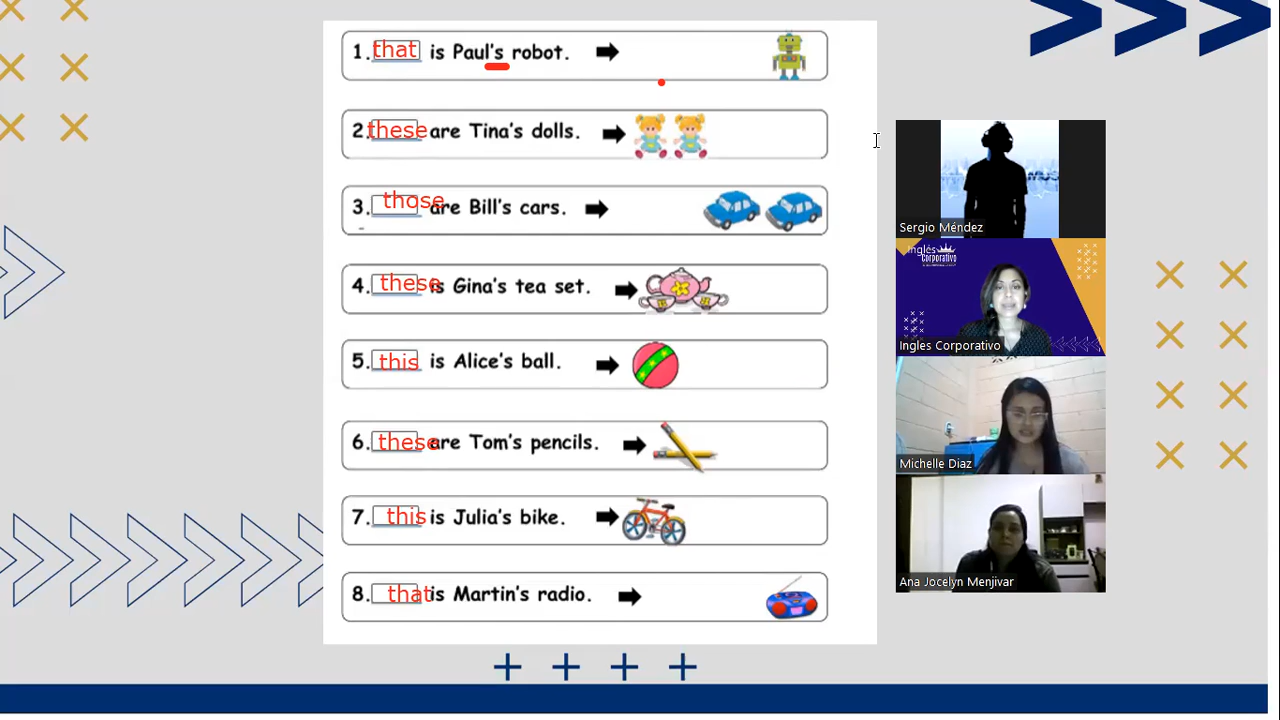 1. that is Paul's robot.
2. these are Tina's dolls.
3. those are Bill's cars.
4. these is Gina's tea set.
5. this is Alice's ball.
6. these are Tom's pencils.
7. this is Julia's bike.
8. that is Martin's radio.
Sergio Méndez
Inglés
Corporativo
Ingles Corporativo
Michelle Diaz
Ana Jocelyn Menjivar